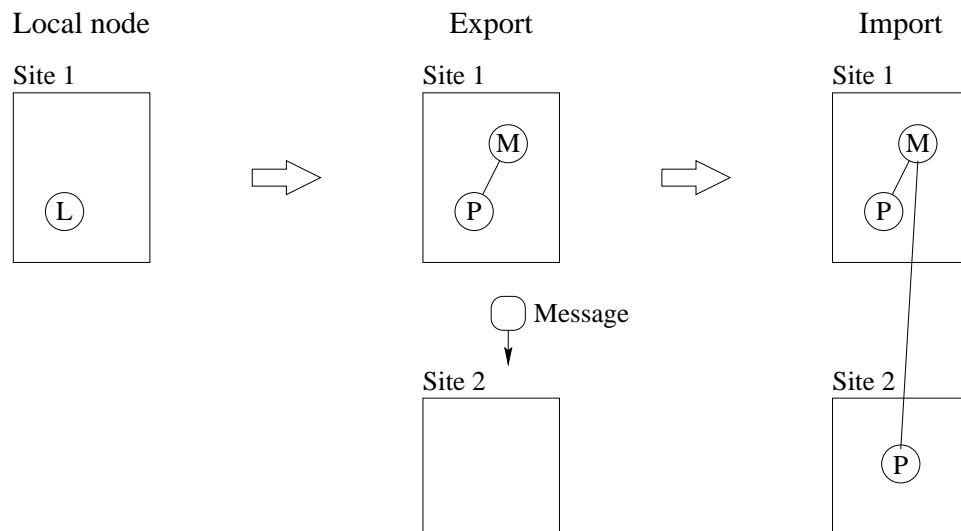 Local node
Export
Import
Site 1
Site 1
Site 1
M
M
L
P
P
Message
Site 2
Site 2
P